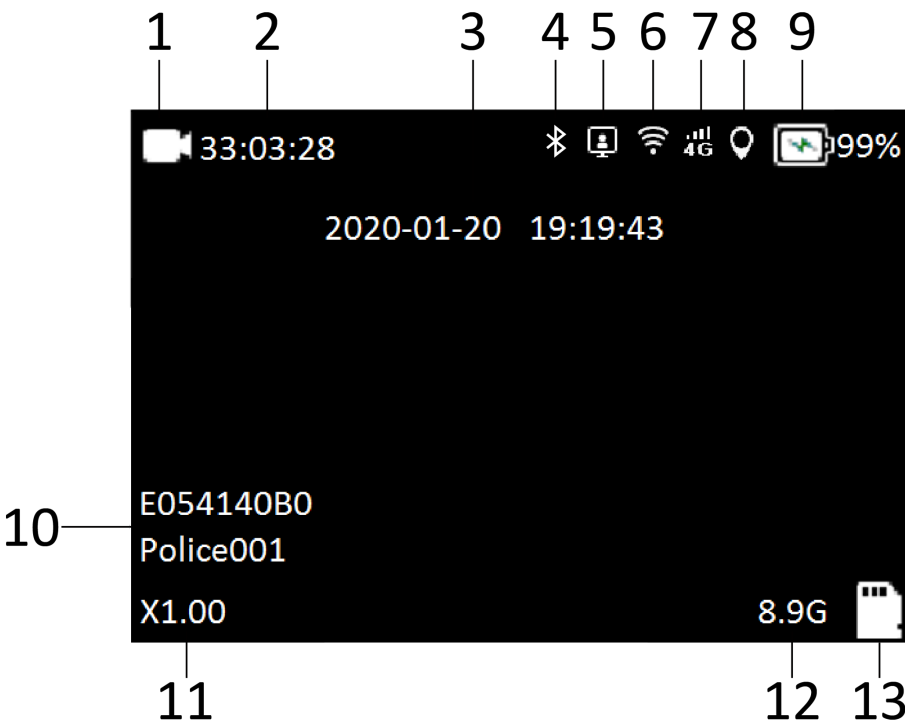 1 2 3 4 5 6 7 8 9
33:03:28 4G 99%
2020-01-20 19:19:43
E054140B0
10
Police001
X1.00 8.9G
11 12 13